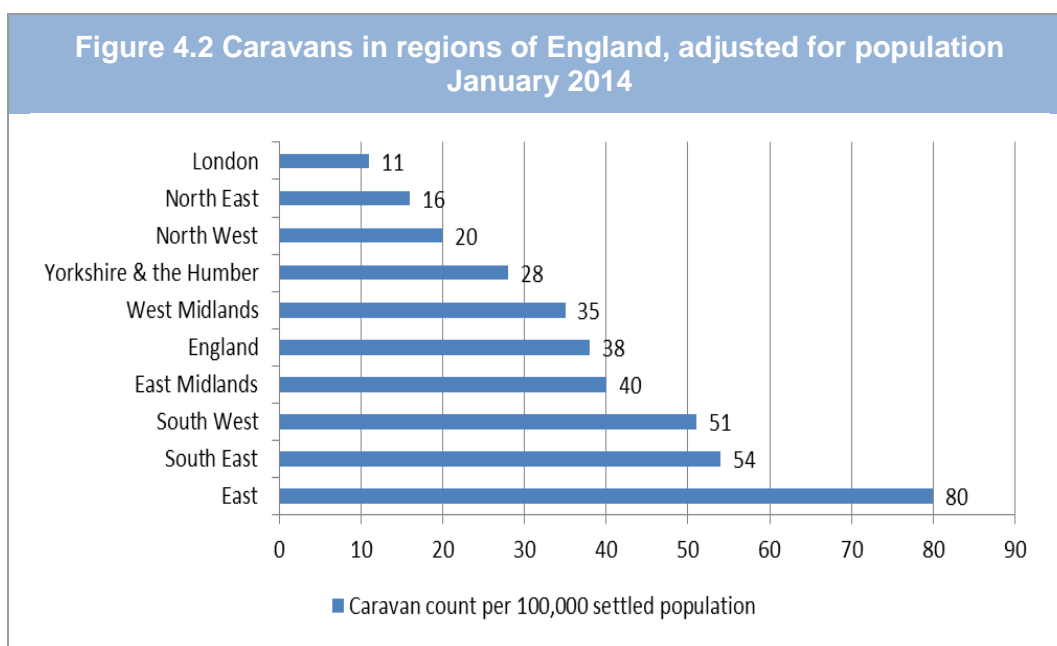 Figure 4.2 Caravans in regions of England, adjusted for population
January 2014
London 11
North East 16
North West 20
Yorkshire & the Humber 28
West Midlands 35
England 38
East Midlands 40
South West 51
South East 54
East 80
0 10 20 30 40 50 60 70 80 90
Caravan count per 100,000 settled population